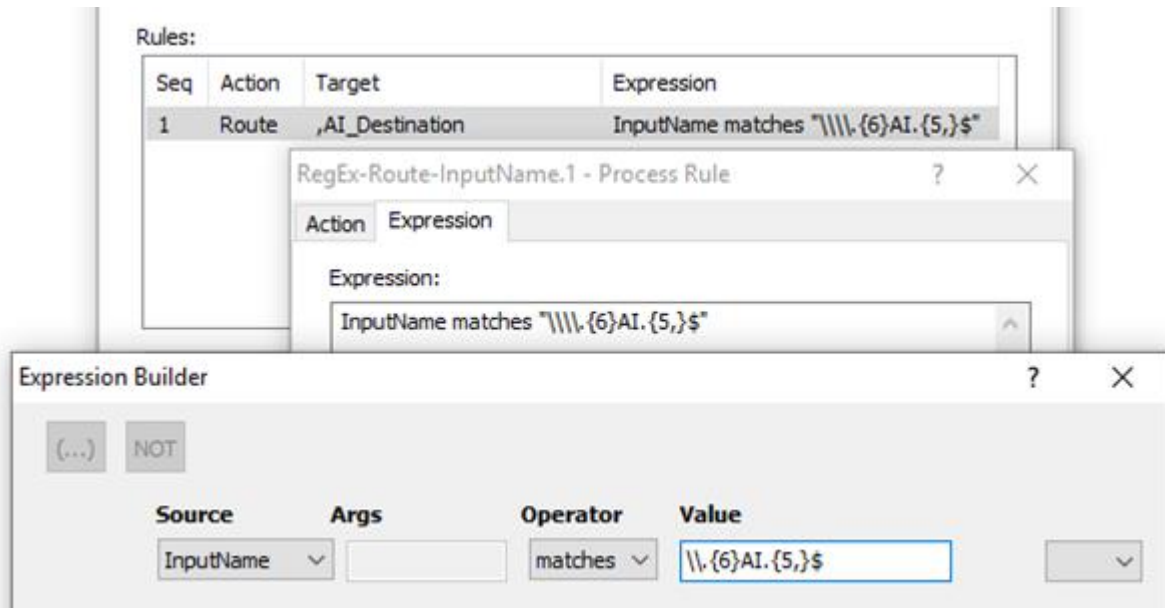 Rules:
Seq Action Target Expression
1 Route ,AI_Destination InputName matches "\\\\.{6}AI.{5,}$"
RegEx-Route-InputName.1 - Process Rule ? ×
Action Expression
Expression:
InputName matches "\\\\.{6}AI.{5,}$"
Expression Builder ? ×
(...) NOT
Source Args Operator Value
InputName matches \\.{6}AI.{5,}$